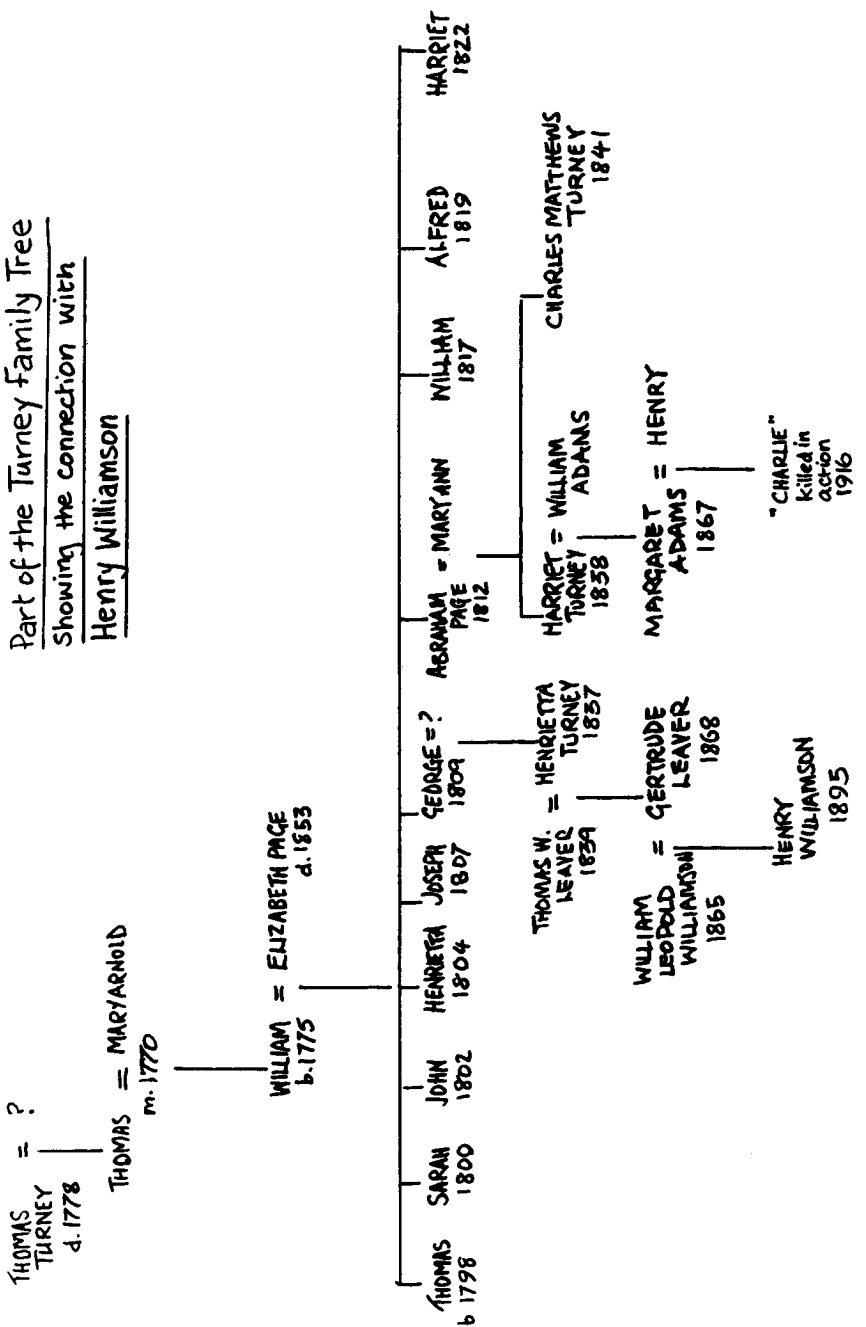 Part of the Turney Family Tree
showing the connection with
Henry Williamson
THOMAS = ?
TURNEY
d. 1778
THOMAS = MARY ARNOLD
m. 1770
WILLIAM = ELIZABETH PAGE
b. 1775
d. 1853
THOMAS
b 1798
SARAH
1800
JOHN
1802
HENRIETTA
1804
JOSEPH
1807
GEORGE = ?
1809
ABRAHAM = MARY ANN
PAGE
1812
WILLIAM
1817
ALFRED
1819
HARRIET
1822
THOMAS W. = HENRIETTA
LEAVER
TURNEY
1839
1837
HARRIET = WILLIAM
TURNEY
ADAMS
1838
CHARLES MATTHEWS
TURNEY
1841
WILLIAM = GERTRUDE
LEOPOLD
LEAVER
WILLIAMSON
1868
1865
MARGARET = HENRY
ADAMS
1867
HENRY
WILLIAMSON
1895
"CHARLIE"
killed in
action
1916